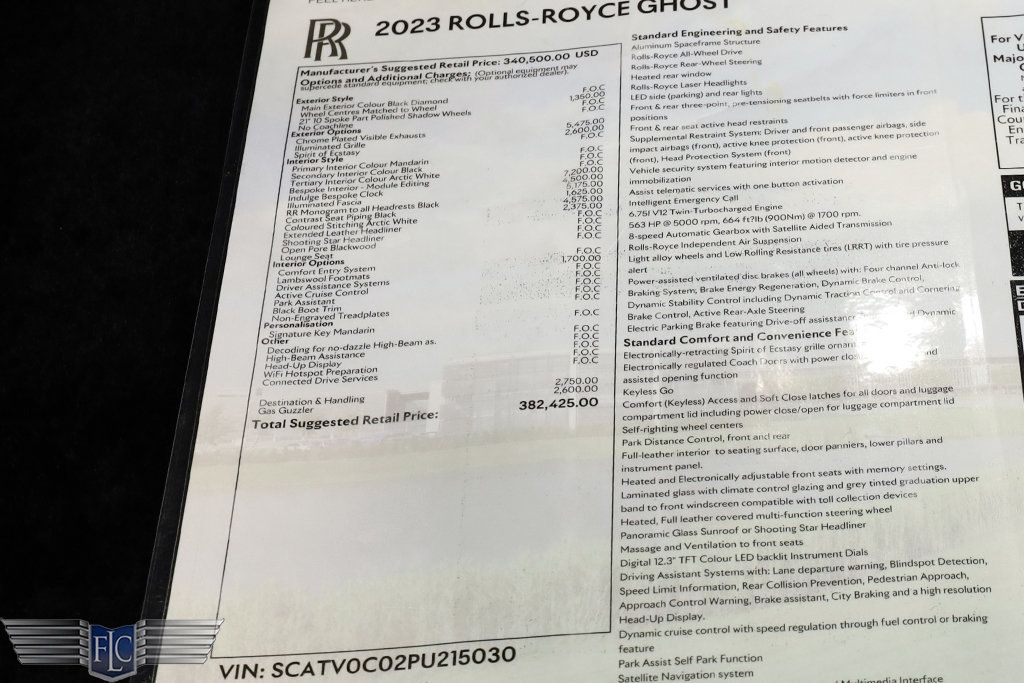 2023 ROLLS-ROYCE GHOST
Manufacturer's Suggested Retail Price: 340,500.00 USD
Options and Additional Charges: (Optional equipment may
supercede standard equipment; check with your authorized dealer).
Exterior Style
Main Exterior Colour Black Diamond F.O.C
Wheel Centres Matched to Wheel 1,350.00
21" 10 Spoke Part Polished Shadow Wheels F.O.C
No Coachline F.O.C
Exterior Options
Chrome Plated Visible Exhausts 5,475.00
Illuminated Grille 2,600.00
Spirit of Ecstasy F.O.C
Interior Style
Primary Interior Colour Mandarin F.O.C
Secondary Interior Colour Black F.O.C
Tertiary Interior Colour Arctic White
Bespoke Interior - Module Editing 7,200.00
Indulge Bespoke Clock 4,500.00
Illuminated Fascia 5,175.00
RR Monogram to all Headrests Black 1,625.00
Contrast Seat Piping Black 4,575.00
Coloured Stitching Arctic White 2,375.00
Extended Leather Headliner F.O.C
Shooting Star Headliner F.O.C
Open Pore Blackwood F.O.C
Lounge Seat
Interior Options
Comfort Entry System F.O.C
Lambswool Footmats 1,700.00
Driver Assistance Systems F.O.C
Active Cruise Control F.O.C
Park Assistant F.O.C
Black Boot Trim
Non-Engraved Treadplates
Personalisation
Signature Key Mandarin F.O.C
Other
Decoding for no-dazzle High-Beam as. F.O.C
High-Beam Assistance F.O.C
Head-Up Display F.O.C
WiFi Hotspot Preparation F.O.C
Connected Drive Services
Destination & Handling 2,750.00
Gas Guzzler 2,600.00
Total Suggested Retail Price: 382,425.00
VIN: SCATV0C02PU215030
Standard Engineering and Safety Features
Aluminum Spaceframe Structure
Rolls-Royce All-Wheel Drive
Rolls-Royce Rear-Wheel Steering
Heated rear window
Rolls-Royce Laser Headlights
LED side (parking) and rear lights
Front & rear three-point, pre-tensioning seatbelts with force limiters in front
positions
Front & rear seat active head restraints
Supplemental Restraint System: Driver and front passenger airbags, side
impact airbags (front), active knee protection (front), active knee protection
(front), Head Protection System (front)
Vehicle security system featuring interior motion detector and engine
immobilization
Assist telematic services with one button activation
Intelligent Emergency Call
6.75l V12 Twin-Turbocharged Engine
563 HP @ 5000 rpm, 664 ft?lb (900Nm) @ 1700 rpm.
8-speed Automatic Gearbox with Satellite Aided Transmission
Rolls-Royce Independent Air Suspension
Light alloy wheels and Low Rolling Resistance tires (LRRT) with tire pressure
alert
Power-assisted ventilated disc brakes (all wheels) with: Four channel Anti-lock
Braking System, Brake Energy Regeneration, Dynamic Brake Control,
Dynamic Stability Control including Dynamic Traction Control and Cornering
Brake Control, Active Rear-Axle Steering
Electric Parking Brake featuring Drive-off assistance Dynamic
Standard Comfort and Convenience
Electronically-retracting Spirit of Ecstasy grille
Electronically regulated Coach Doors with power and
assisted opening function
Keyless Go
Comfort (Keyless) Access and Soft Close latches for all doors and luggage
compartment lid including power close/open for luggage compartment lid
Self-righting wheel centers
Park Distance Control, front and rear
Full-leather interior to seating surface, door panniers, lower pillars and
instrument panel.
Heated and Electronically adjustable front seats with memory settings.
Laminated glass with climate control glazing and grey tinted graduation upper
band to front windscreen compatible with toll collection devices
Heated, Full leather covered multi-function steering wheel
Panoramic Glass Sunroof or Shooting Star Headliner
Massage and Ventilation to front seats
Digital 12.3" TFT Colour LED backlit Instrument Dials
Driving Assistant Systems with: Lane departure warning, Blindspot Detection,
Speed Limit Information, Rear Collision Prevention, Pedestrian Approach,
Approach Control Warning, Brake assistant, City Braking and a high resolution
Head-Up Display.
Dynamic cruise control with speed regulation through fuel control or braking
feature
Park Assist Self Park Function
Satellite Navigation system
Multimedia Interface
For V
Majo
For t
Fina
Cou
En
Tra
FLC